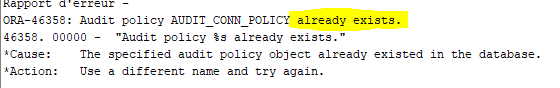 Rapport d'erreur -
ORA-46358: Audit policy AUDIT_CONN_POLICY already exists.
46358. 00000 -  "Audit policy %s already exists."
*Cause:    The specified audit policy object already existed in the database.
*Action:   Use a different name and try again.